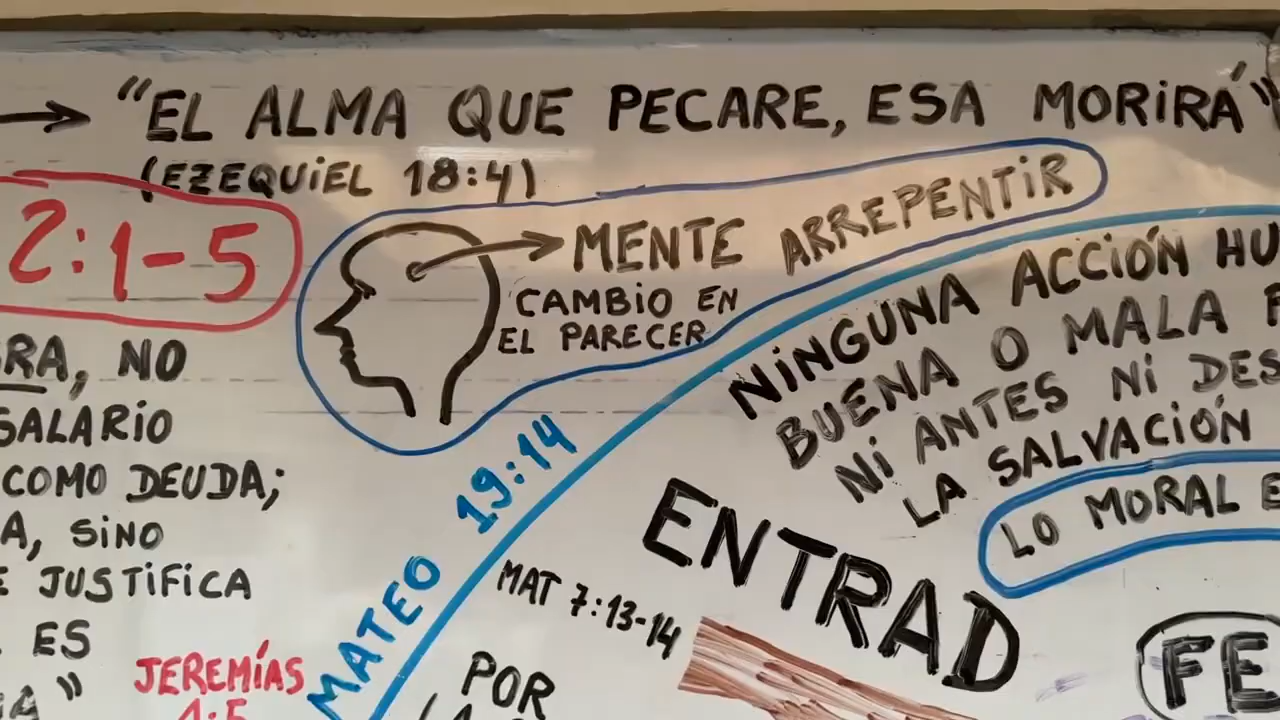 "EL ALMA QUE PECARE, ESA MORIRÁ"
(EZEQUIEL 18:4)
2:1-5
MENTE ARREPENTIR
CAMBIO EN
EL PARECER
NINGUNA ACCIÓN HU
BUENA O MALA
NI ANTES NI DES
LA SALVACIÓN
LO MORAL E
BRA, NO
SALARIO
COMO DEUDA;
A, SINO
E JUSTIFICA
ES
JEREMÍAS
MATEO 19:14
MAT 7:13-14
ENTRAD
POR
FE